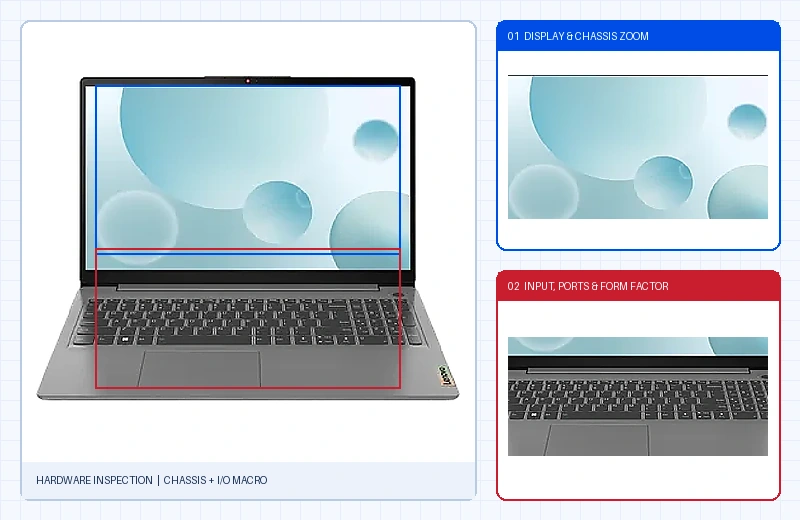 01 DISPLAY & CHASSIS ZOOM
02 INPUT, PORTS & FORM FACTOR
HARDWARE INSPECTION | CHASSIS + I/O MACRO